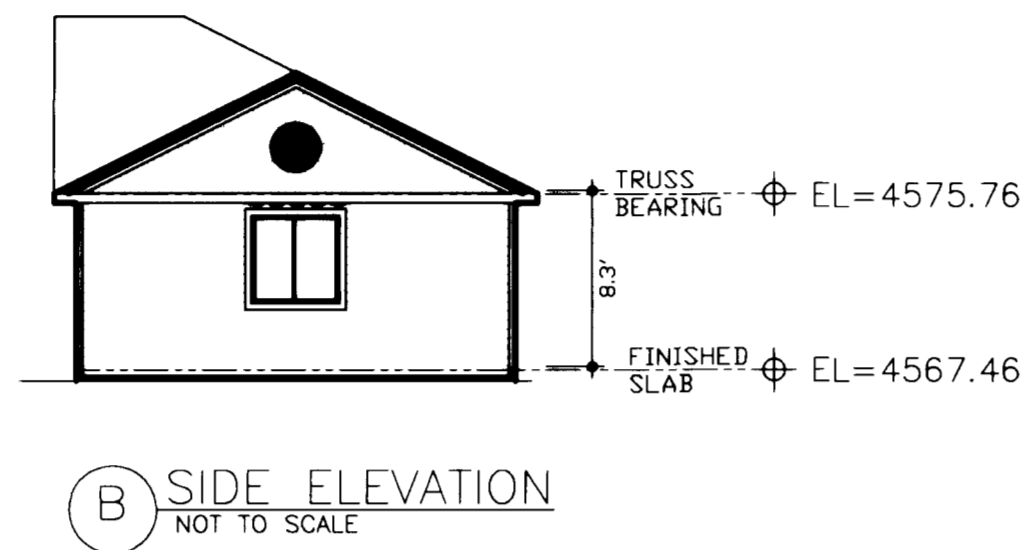 TRUSS
BEARING
EL=4575.76
8.3'
FINISHED
SLAB
EL=4567.46
B
SIDE ELEVATION
NOT TO SCALE